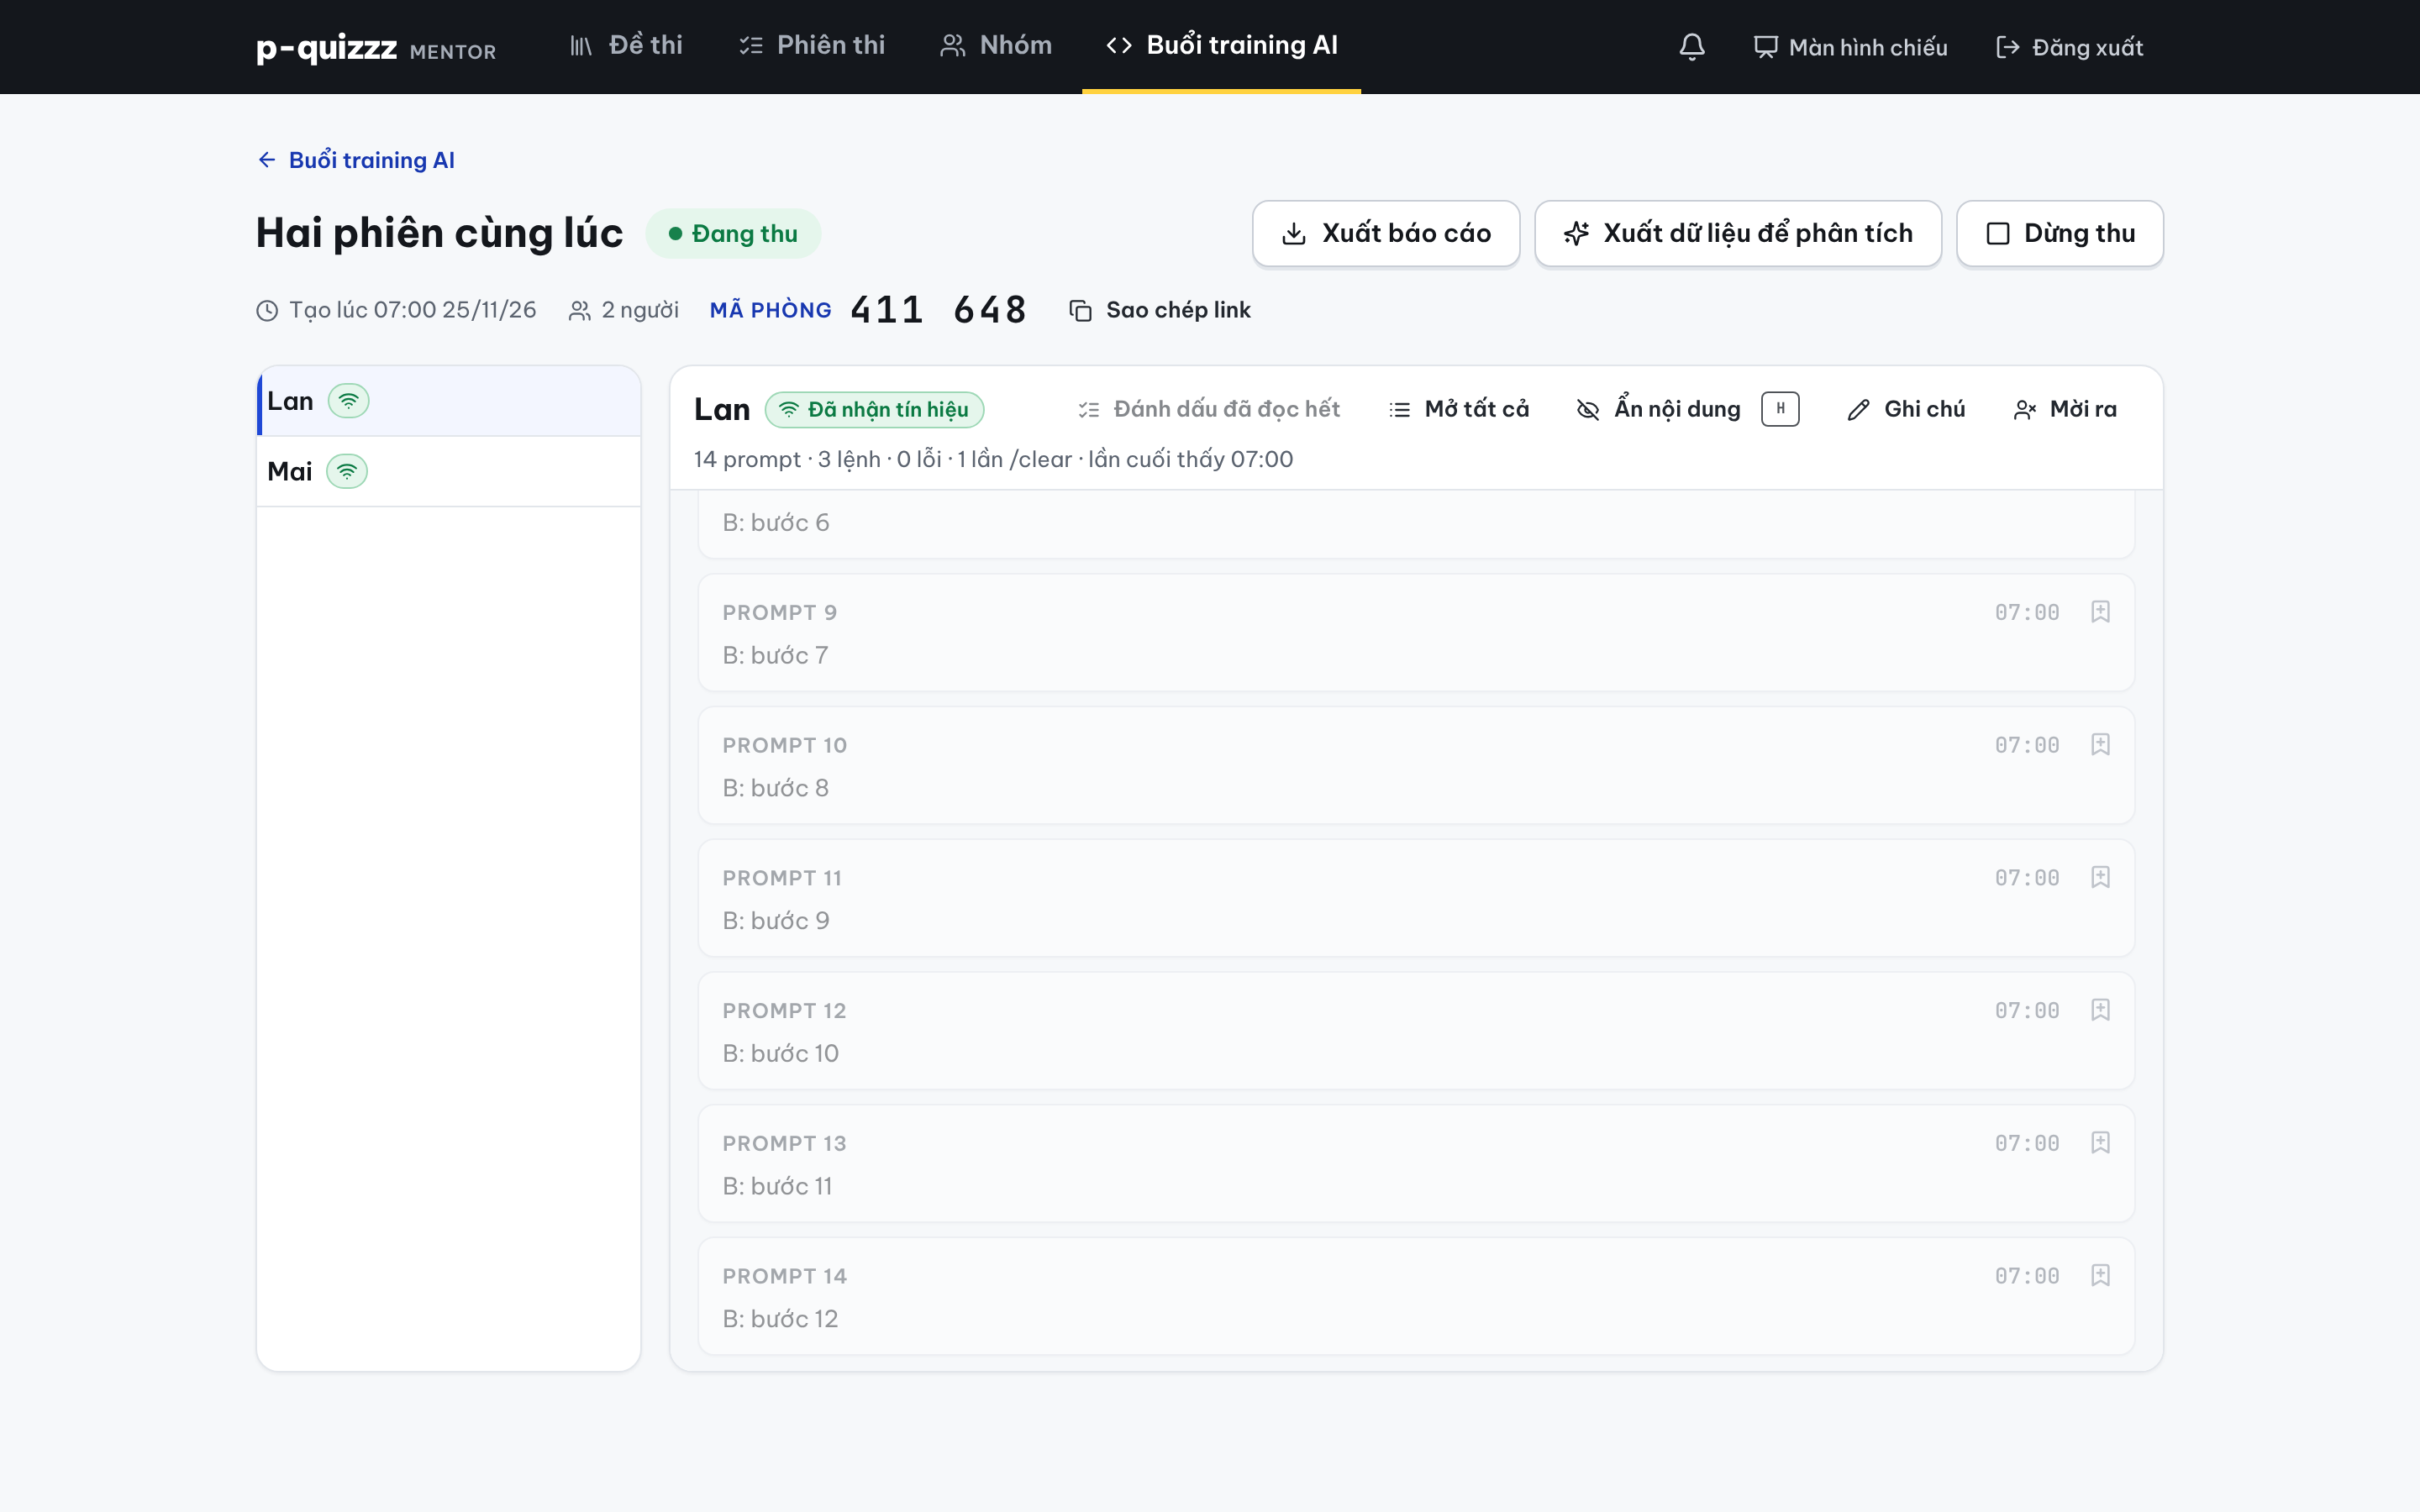 p-quizzz MENTOR Đề thi Phiên thi Nhóm Buổi training AI Màn hình chiếu Đăng xuất
Buổi training AI
Hai phiên cùng lúc Đang thu Xuất báo cáo Xuất dữ liệu để phân tích Dừng thu
Tạo lúc 07:00 25/11/26 2 người MÃ PHÒNG 411 648 Sao chép link
Lan
Mai
Lan Đã nhận tín hiệu Đánh dấu đã đọc hết Mở tất cả Ẩn nội dung H Ghi chú Mời ra
14 prompt · 3 lệnh · 0 lỗi · 1 lần /clear · lần cuối thấy 07:00
B: bước 6
PROMPT 9 07:00
B: bước 7
PROMPT 10 07:00
B: bước 8
PROMPT 11 07:00
B: bước 9
PROMPT 12 07:00
B: bước 10
PROMPT 13 07:00
B: bước 11
PROMPT 14 07:00
B: bước 12